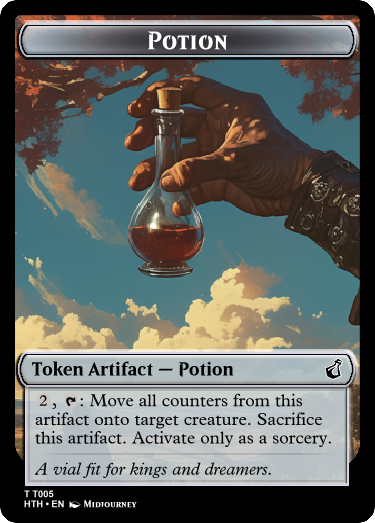 Potion
Token Artifact — Potion
2 , : Move all counters from this
artifact onto target creature. Sacrifice
this artifact. Activate only as a sorcery.
A vial fit for kings and dreamers.
T T005
HTH • EN Midjourney